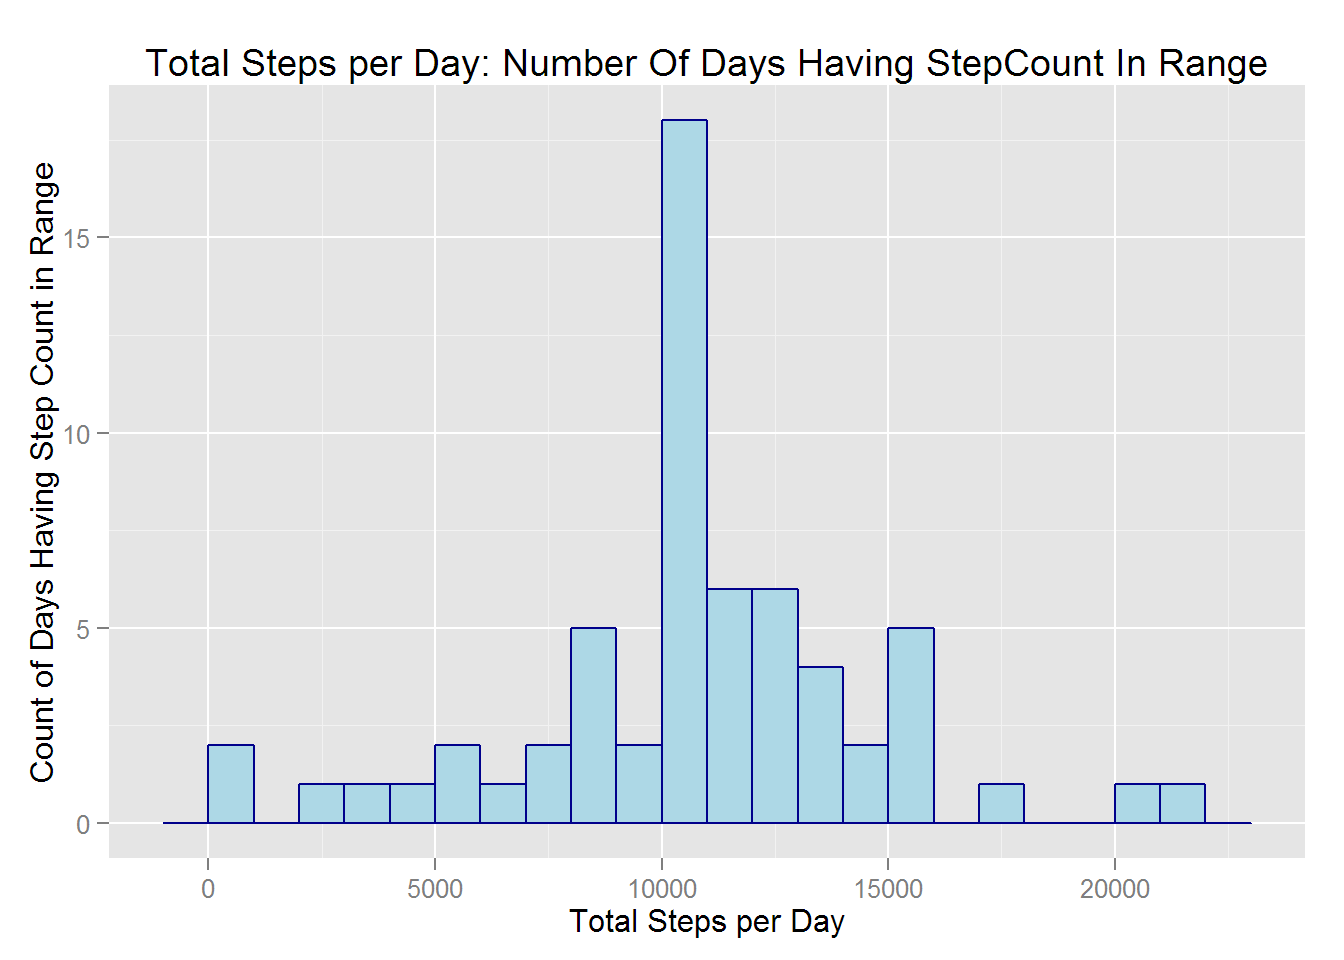 Total Steps per Day: Number Of Days Having StepCount In Range
Count of Days Having Step Count in Range
15
10
5
0
0 5000 10000 15000 20000
Total Steps per Day